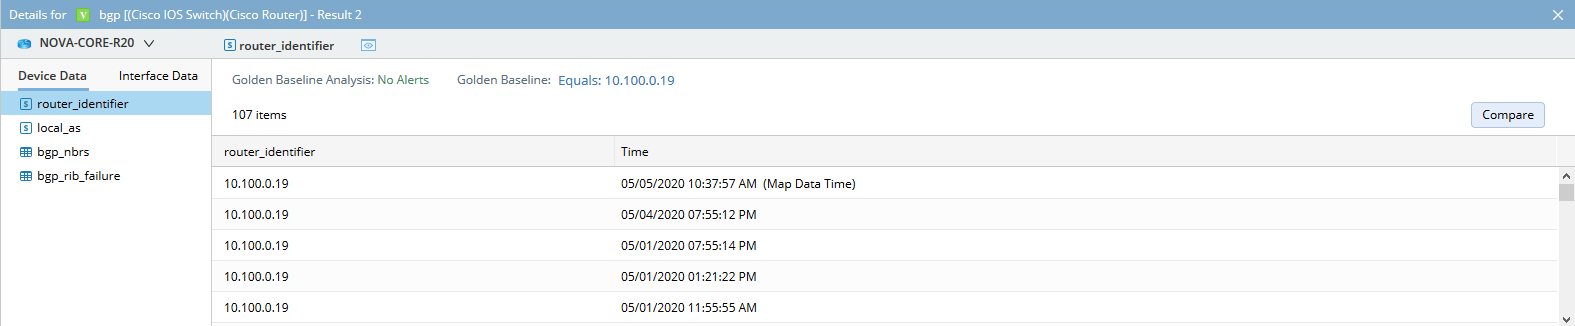 Details for V bgp [(Cisco IOS Switch)(Cisco Router)] - Result 2
NOVA-CORE-R20
$ router_identifier
Device Data Interface Data
$ router_identifier
$ local_as
bgp_nbrs
bgp_rib_failure
Golden Baseline Analysis: No Alerts Golden Baseline: Equals: 10.100.0.19
107 items
Compare
router_identifier Time
10.100.0.19 05/05/2020 10:37:57 AM (Map Data Time)
10.100.0.19 05/04/2020 07:55:12 PM
10.100.0.19 05/01/2020 07:55:14 PM
10.100.0.19 05/01/2020 01:21:22 PM
10.100.0.19 05/01/2020 11:55:55 AM